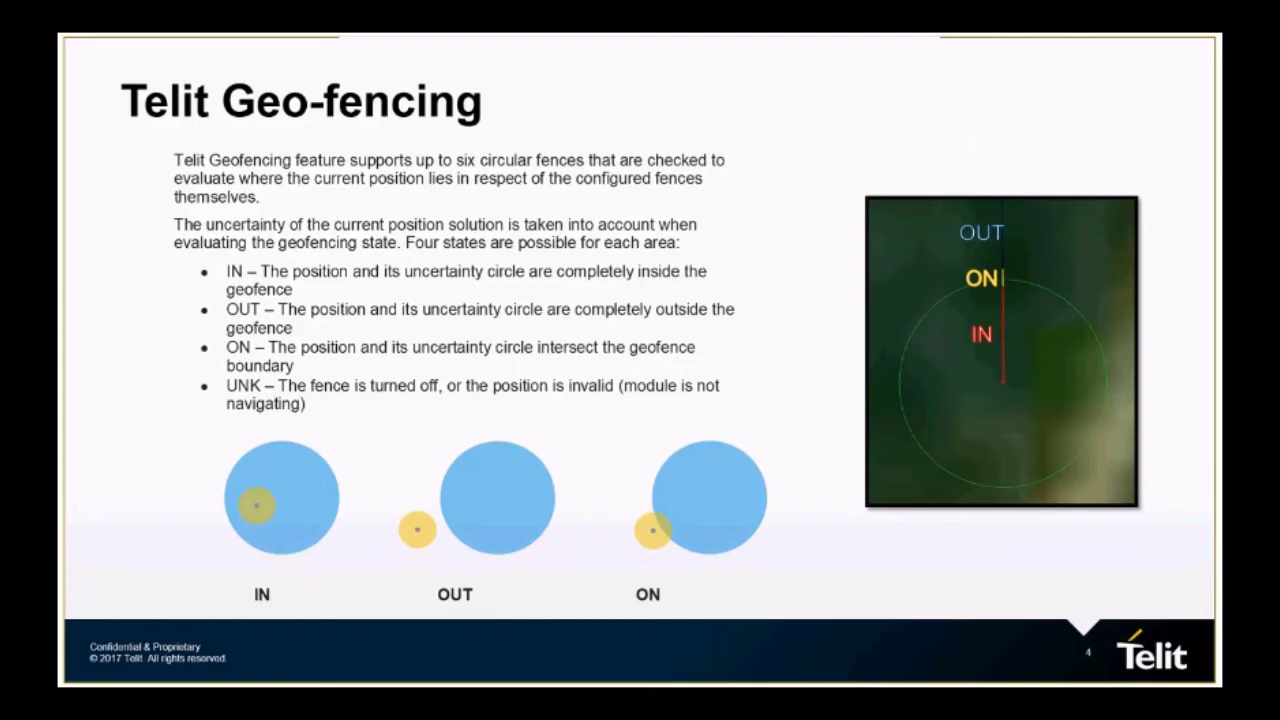 Telit Geo-fencing
Telit Geofencing feature supports up to six circular fences that are checked to
evaluate where the current position lies in respect of the configured fences
themselves.
The uncertainty of the current position solution is taken into account when
evaluating the geofencing state. Four states are possible for each area:
• IN – The position and its uncertainty circle are completely inside the
geofence
• OUT – The position and its uncertainty circle are completely outside the
geofence
• ON – The position and its uncertainty circle intersect the geofence
boundary
• UNK – The fence is turned off, or the position is invalid (module is not
navigating)
OUT
ON
IN
IN
OUT
ON
Confidential & Proprietary
© 2017 Telit. All rights reserved.
4
Telit